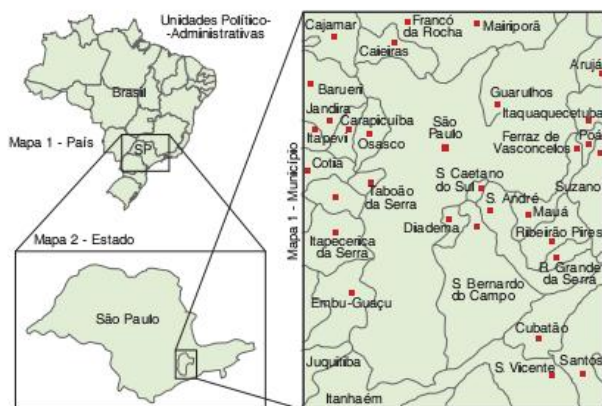 Unidades Político-
-Administrativas
Brasil
Mapa 1 - País
SP
Mapa 2 - Estado
São Paulo
Mapa 1 - Município
Cajamar
Francó
da Rocha
Mairiporã
Caieiras
Arujá
Barueri
Guarulhos
Jandira
Itaquaquecetuba
Carapicuíba
São
Paulo
Itapevi
Osasco
Ferraz de
Vasconcelos
Poá
Cotia
S. Caetano
do Sul
Suzano
Taboão
da Serra
S. André
Mauá
Diadema
Ribeirão Pires
Itapecerica
da Serra
R. Grande
da Serra
S. Bernardo
do Campo
Embu-Guaçu
Cubatão
Juquitiba
S. Vicente
Santos
Itanhaém